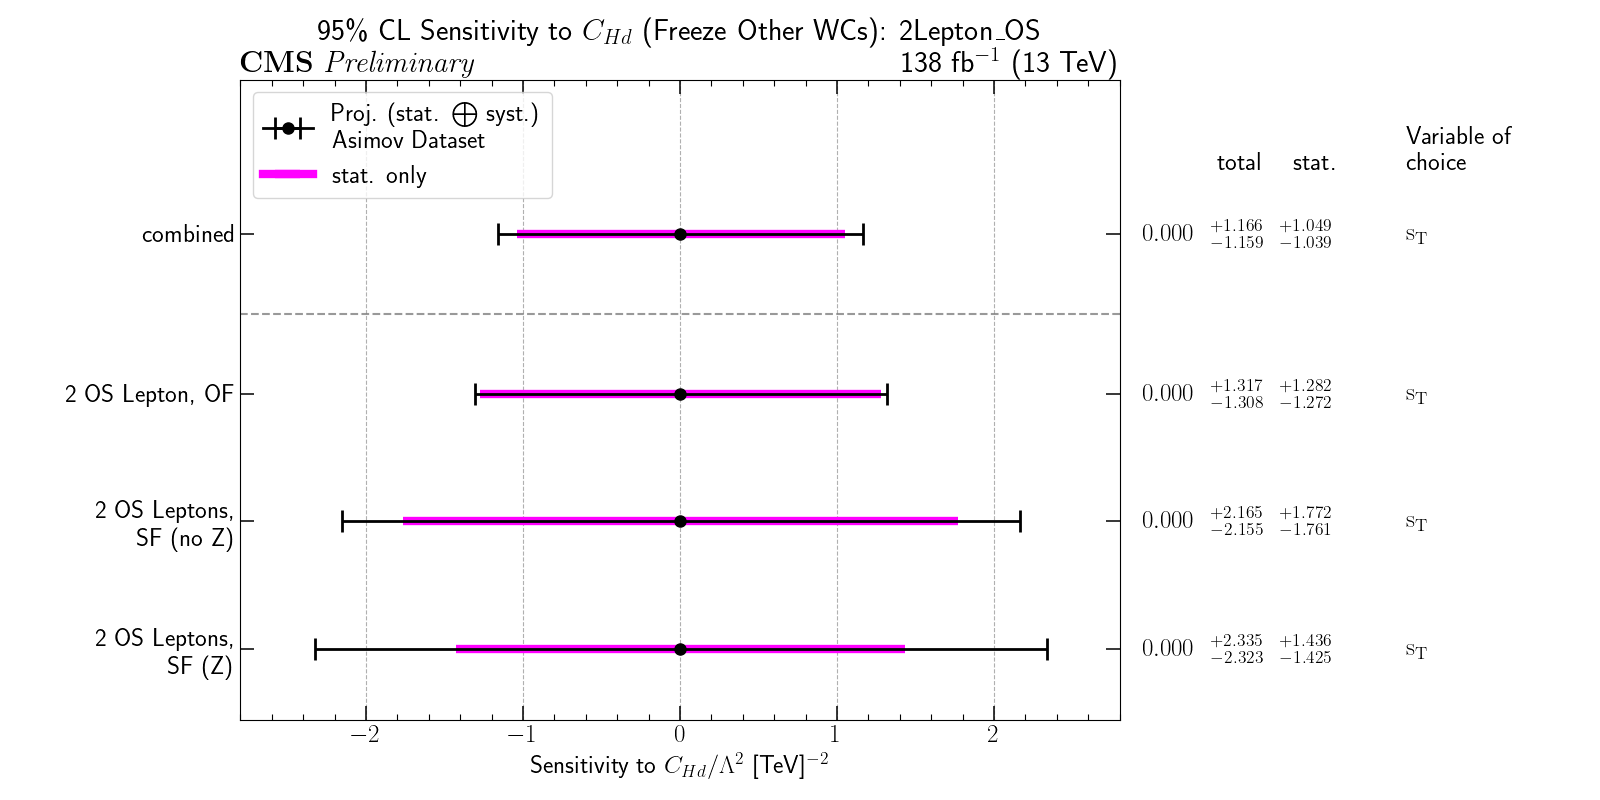 95% CL Sensitivity to C_{Hd} (Freeze Other WCs): 2Lepton_OS
CMS Preliminary 138 fb⁻¹ (13 TeV)
Proj. (stat. ⨁ syst.)
Asimov Dataset
stat. only
Variable of
total stat. choice
combined 0.000 +1.166 +1.049 s_T
−1.159 −1.039
2 OS Lepton, OF 0.000 +1.317 +1.282 s_T
−1.308 −1.272
2 OS Leptons,
SF (no Z) 0.000 +2.165 +1.772 s_T
−2.155 −1.761
2 OS Leptons,
SF (Z) 0.000 +2.335 +1.436 s_T
−2.323 −1.425
−2 −1 0 1 2
Sensitivity to C_{Hd}/Λ² [TeV]⁻²